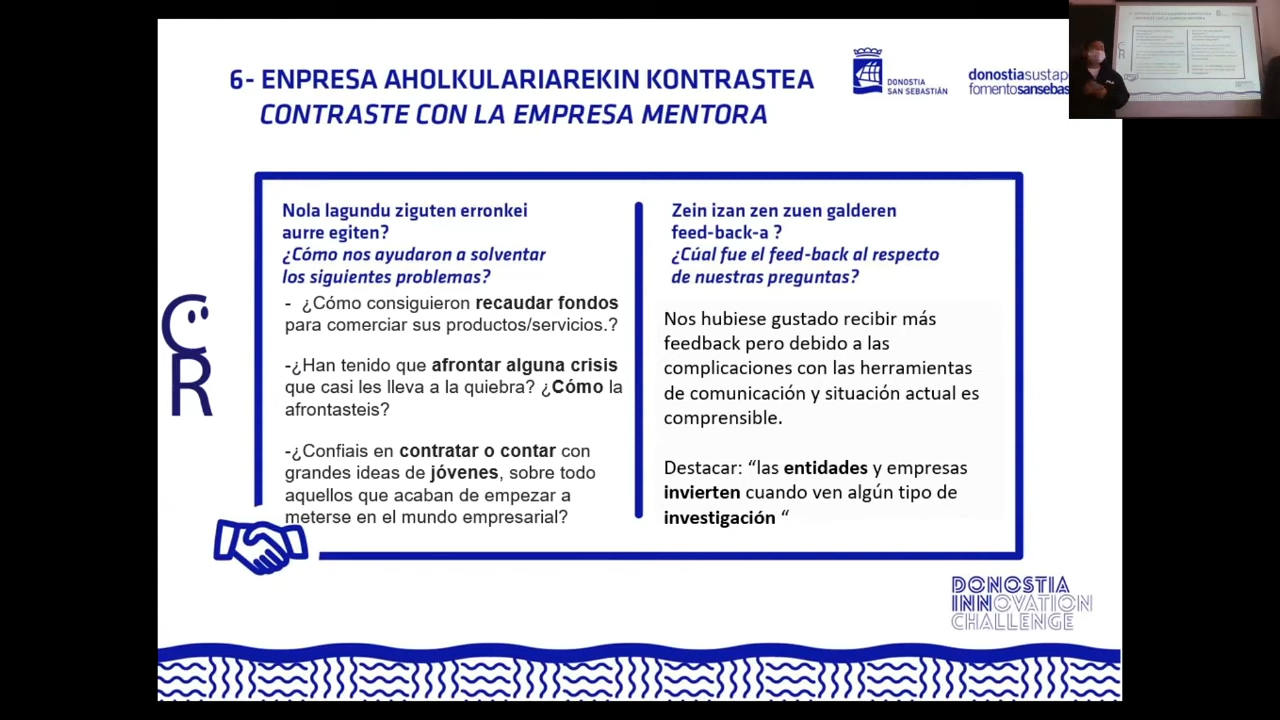 6- ENPRESA AHOLKULARIAREKIN KONTRASTEA
CONTRASTE CON LA EMPRESA MENTORA
DONOSTIA
SAN SEBASTIÁN
donostiasustap
fomentosansebas
Nola lagundu ziguten erronkei
aurre egiten?
¿Cómo nos ayudaron a solventar
los siguientes problemas?
- ¿Cómo consiguieron recaudar fondos
para comerciar sus productos/servicios.?
-¿Han tenido que afrontar alguna crisis
que casi les lleva a la quiebra? ¿Cómo la
afrontasteis?
-¿Confiais en contratar o contar con
grandes ideas de jóvenes, sobre todo
aquellos que acaban de empezar a
meterse en el mundo empresarial?
Zein izan zen zuen galderen
feed-back-a ?
¿Cúal fue el feed-back al respecto
de nuestras preguntas?
Nos hubiese gustado recibir más
feedback pero debido a las
complicaciones con las herramientas
de comunicación y situación actual es
comprensible.
Destacar: “las entidades y empresas
invierten cuando ven algún tipo de
investigación “
CR
DONOSTIA
INNOVATION
CHALLENGE